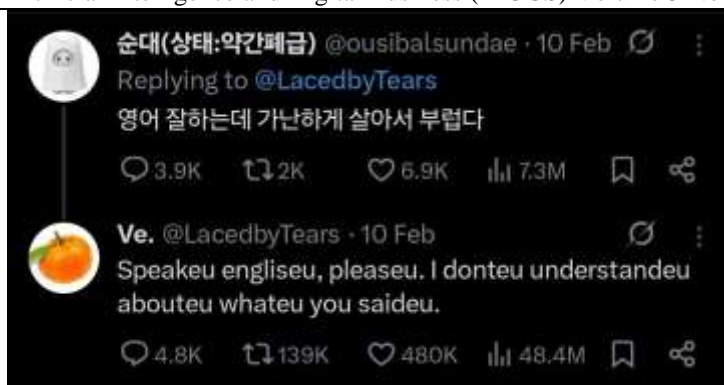 순대(상태:약간폐급) @ousibalsundae · 10 Feb
Replying to @LacedbyTears
영어 잘하는데 가난하게 살아서 부럽다
3.9K 2K 6.9K 7.3M
Ve. @LacedbyTears · 10 Feb
Speakeu engliseu, pleaseu. I donteu understandeu
abouteu whateu you saideu.
4.8K 139K 480K 48.4M